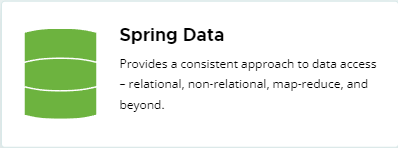 Spring Data
Provides a consistent approach to data access
– relational, non-relational, map-reduce, and
beyond.